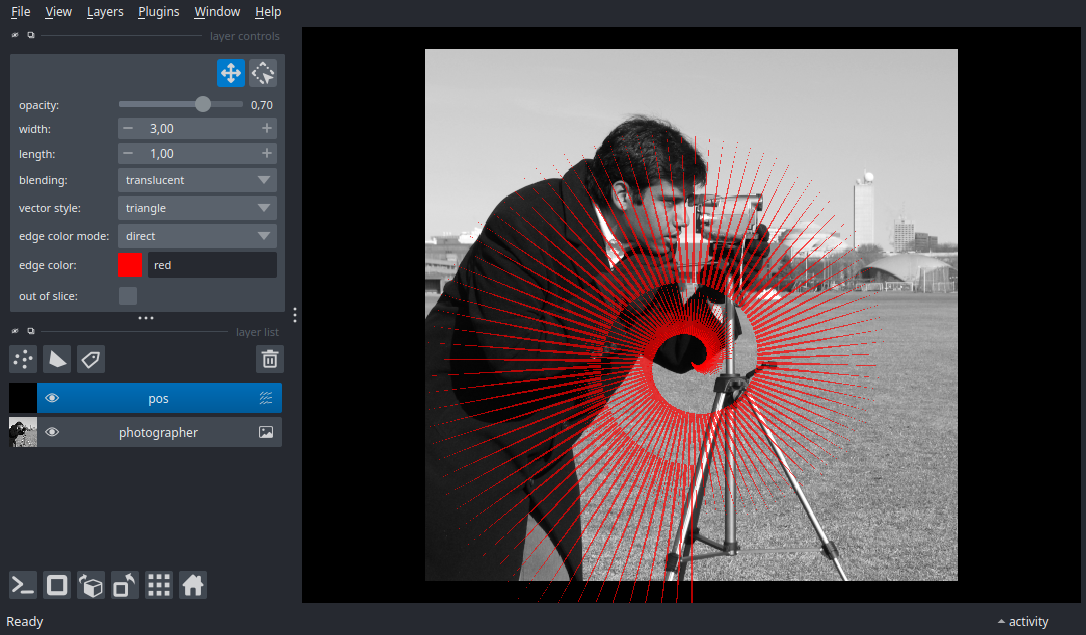 File View Layers Plugins Window Help
layer controls
opacity: 0,70
width: 3,00
length: 1,00
blending: translucent
vector style: triangle
edge color mode: direct
edge color: red
out of slice:
layer list
pos
photographer
Ready
activity